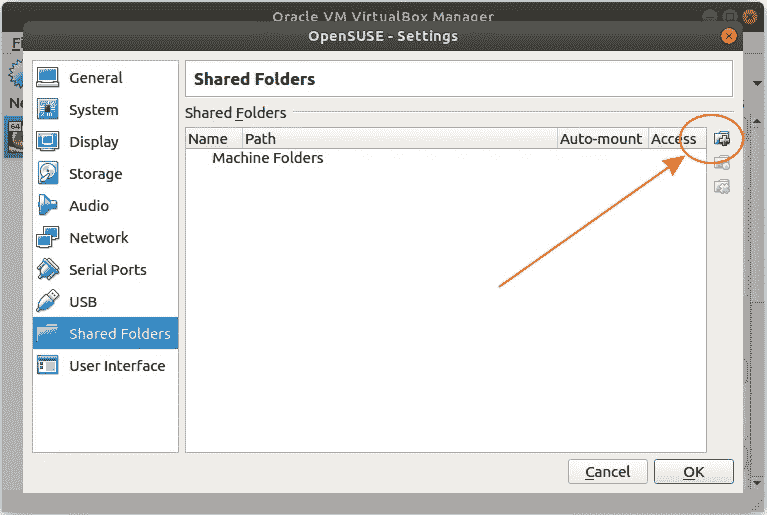 Oracle VM VirtualBox Manager
OpenSUSE - Settings
General
System
Display
Storage
Audio
Network
Serial Ports
USB
Shared Folders
User Interface
Shared Folders
Shared Folders
Name Path Auto-mount Access
Machine Folders
Cancel OK